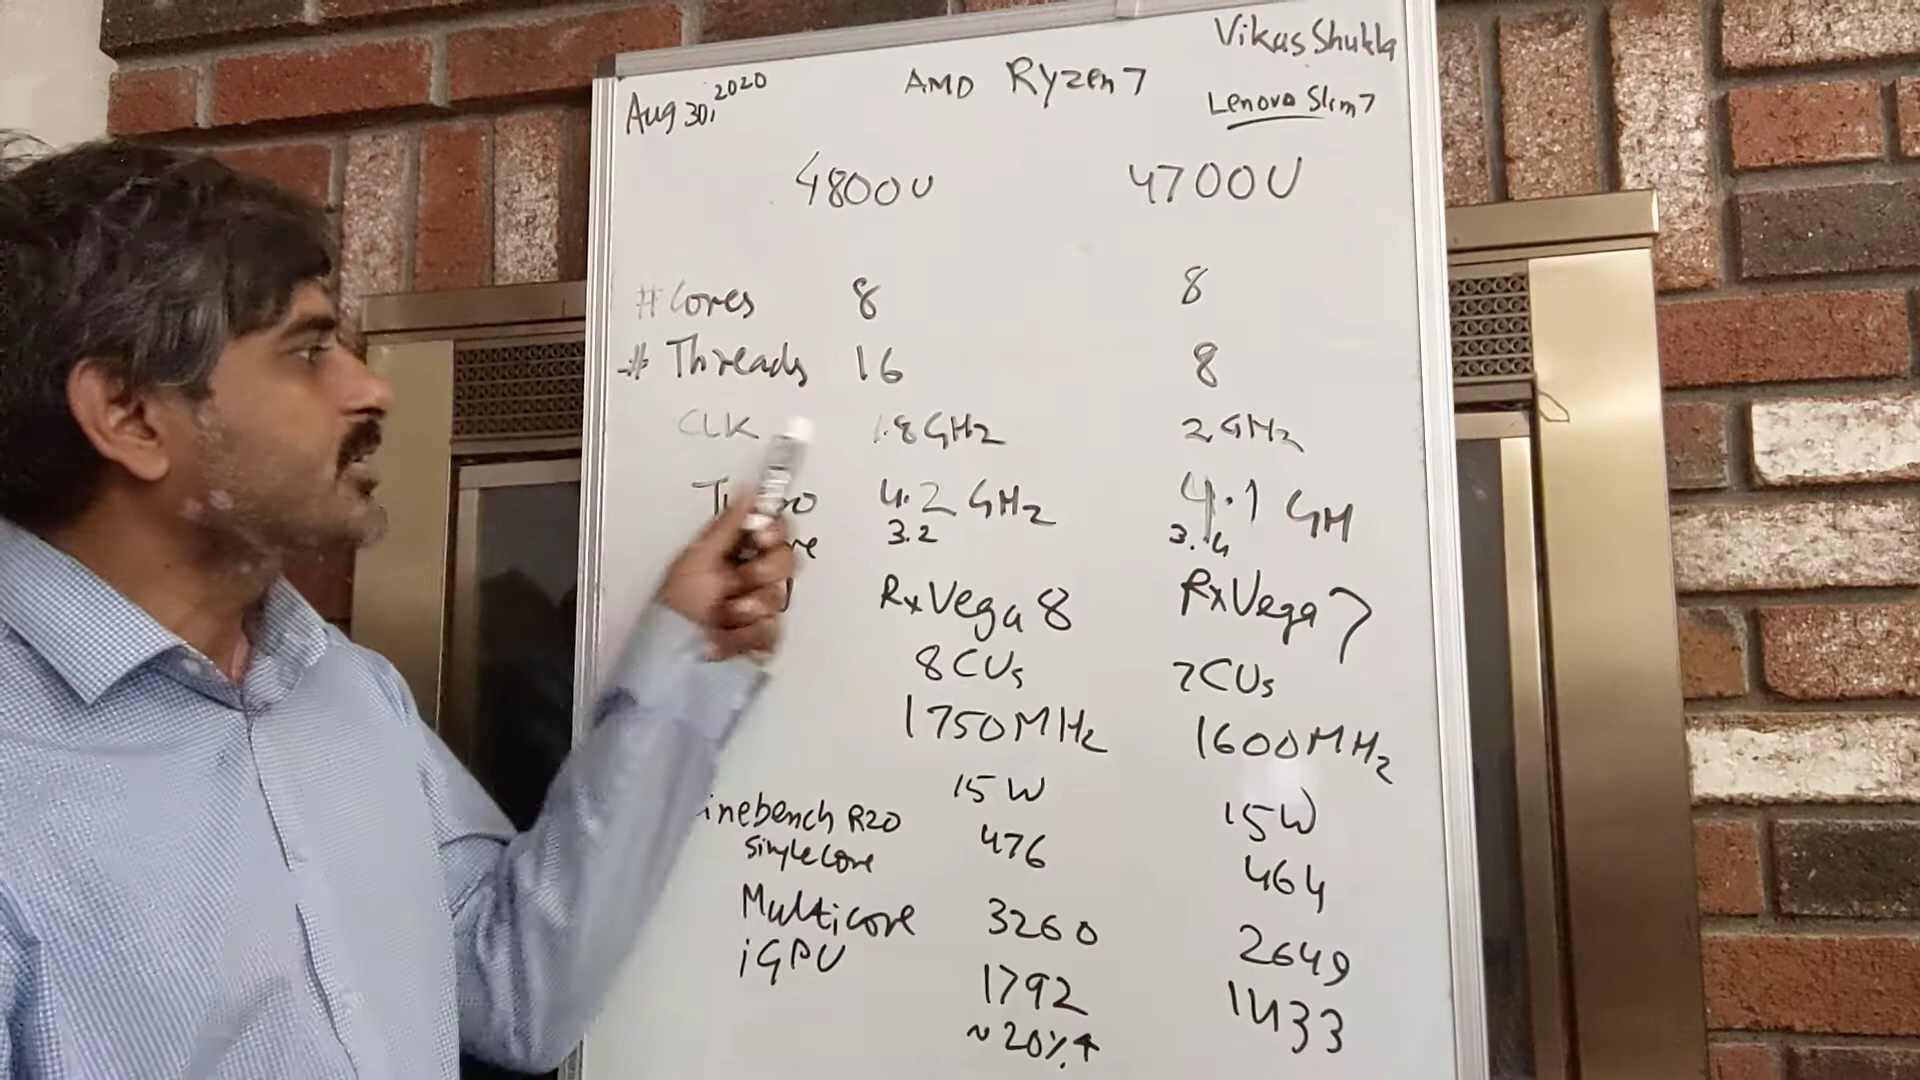 Vikas Shukla
Aug 30, 2020 AMD Ryzen 7 Lenovo Slim 7
4800U 4700U
# Cores 8 8
# Threads 16 8
CLK 1.8 GHz 2 GHz
4.2 GHz 4.1 GH
3.2 3.4
Rx Vega 8 Rx Vega 7
8 CUs 7 CUs
1750 MHz 1600 MHz
15 W 15 W
inebench R20
Single Core 476 464
Multicore 3260 2649
iGPU 1792 1433
~20%↑